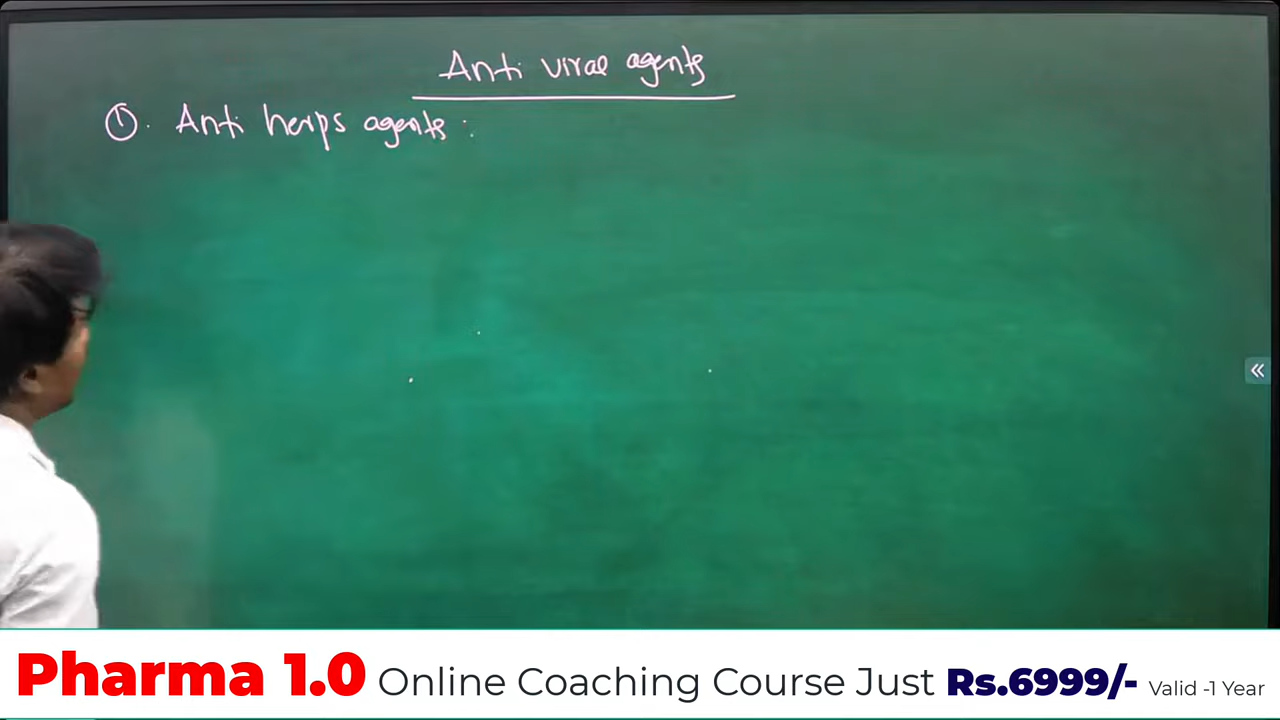 Anti viral agents
①. Anti herps agents :
Pharma 1.0 Online Coaching Course Just Rs.6999/- Valid -1 Year